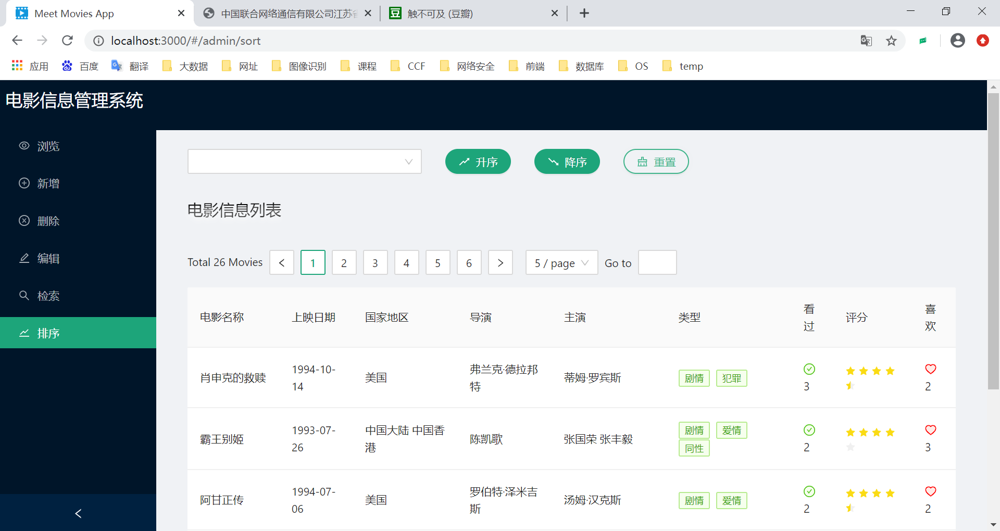 Meet Movies App
中国联合网络通信有限公司江苏省
触不可及 (豆瓣)
localhost:3000/#/admin/sort
应用 百度 翻译 大数据 网址 图像识别 课程 CCF 网络安全 前端 数据库 OS temp
电影信息管理系统
浏览
新增
删除
编辑
检索
排序
升序 降序 重置
电影信息列表
Total 26 Movies 1 2 3 4 5 6 5 / page Go to
电影名称 上映日期 国家地区 导演 主演 类型 看过 评分 喜欢
肖申克的救赎 1994-10-14 美国 弗兰克·德拉邦特 蒂姆·罗宾斯 剧情 犯罪 3 2
霸王别姬 1993-07-26 中国大陆 中国香港 陈凯歌 张国荣 张丰毅 剧情 爱情 同性 2 3
阿甘正传 1994-07-06 美国 罗伯特·泽米吉斯 汤姆·汉克斯 剧情 爱情 2 2